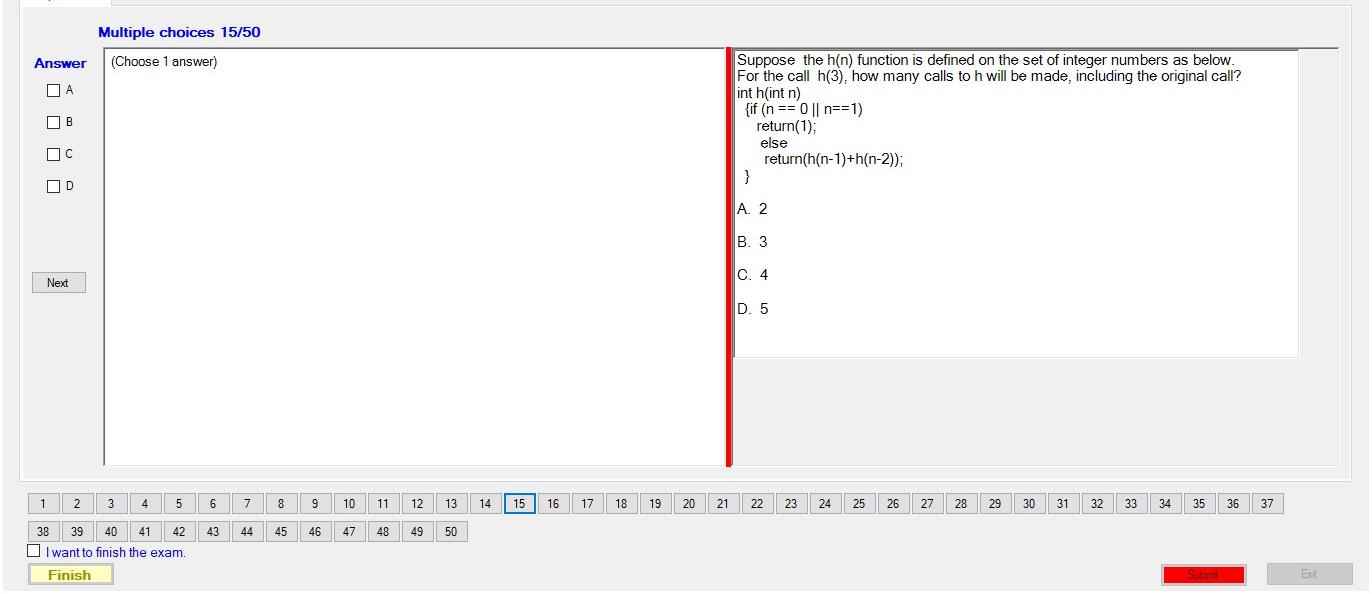 Multiple choices 15/50
Answer
A
B
C
D
Next
(Choose 1 answer)
Suppose the h(n) function is defined on the set of integer numbers as below.
For the call h(3), how many calls to h will be made, including the original call?
int h(int n)
{if (n == 0 || n==1)
return(1);
else
return(h(n-1)+h(n-2));
}
A. 2
B. 3
C. 4
D. 5
1 2 3 4 5 6 7 8 9 10 11 12 13 14 15 16 17 18 19 20 21 22 23 24 25 26 27 28 29 30 31 32 33 34 35 36 37
38 39 40 41 42 43 44 45 46 47 48 49 50
I want to finish the exam.
Finish
Submit
Exit